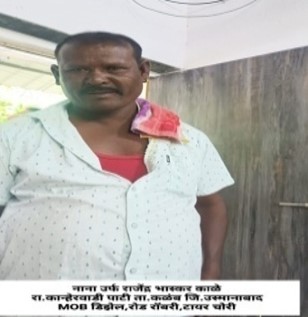 नाना उर्फ राजेंद्र भास्कर काळे
रा.कान्हेरवाडी पाटी ता.कळंब जि.उस्मानाबाद
MOB डिझेल,रोड रॉबरी,टायर चोरी